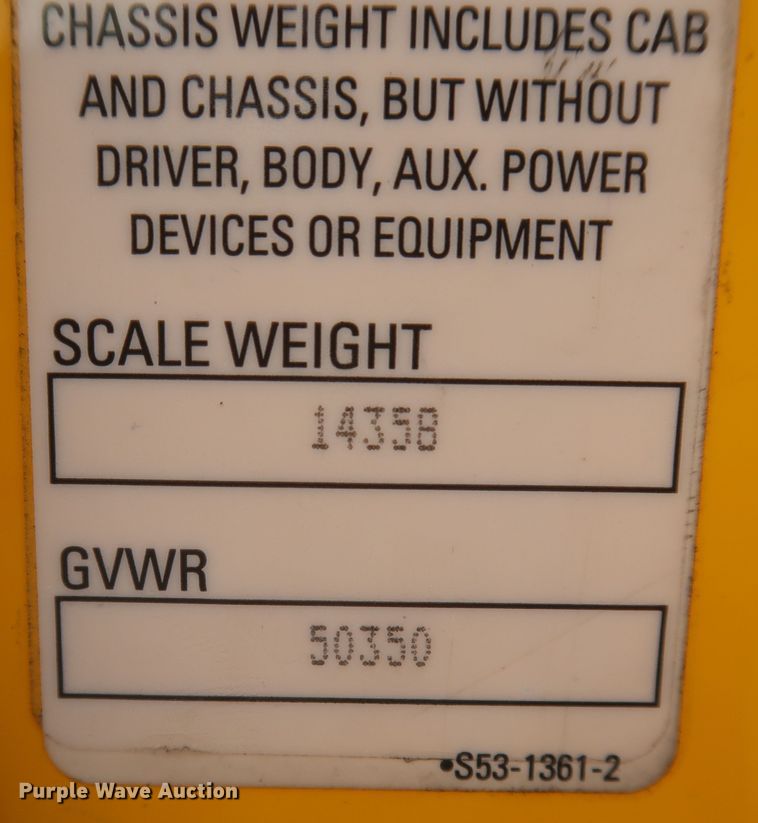 CHASSIS WEIGHT INCLUDES CAB
AND CHASSIS, BUT WITHOUT
DRIVER, BODY, AUX. POWER
DEVICES OR EQUIPMENT
SCALE WEIGHT
14358
GVWR
50350
•S53-1361-2
Purple Wave Auction